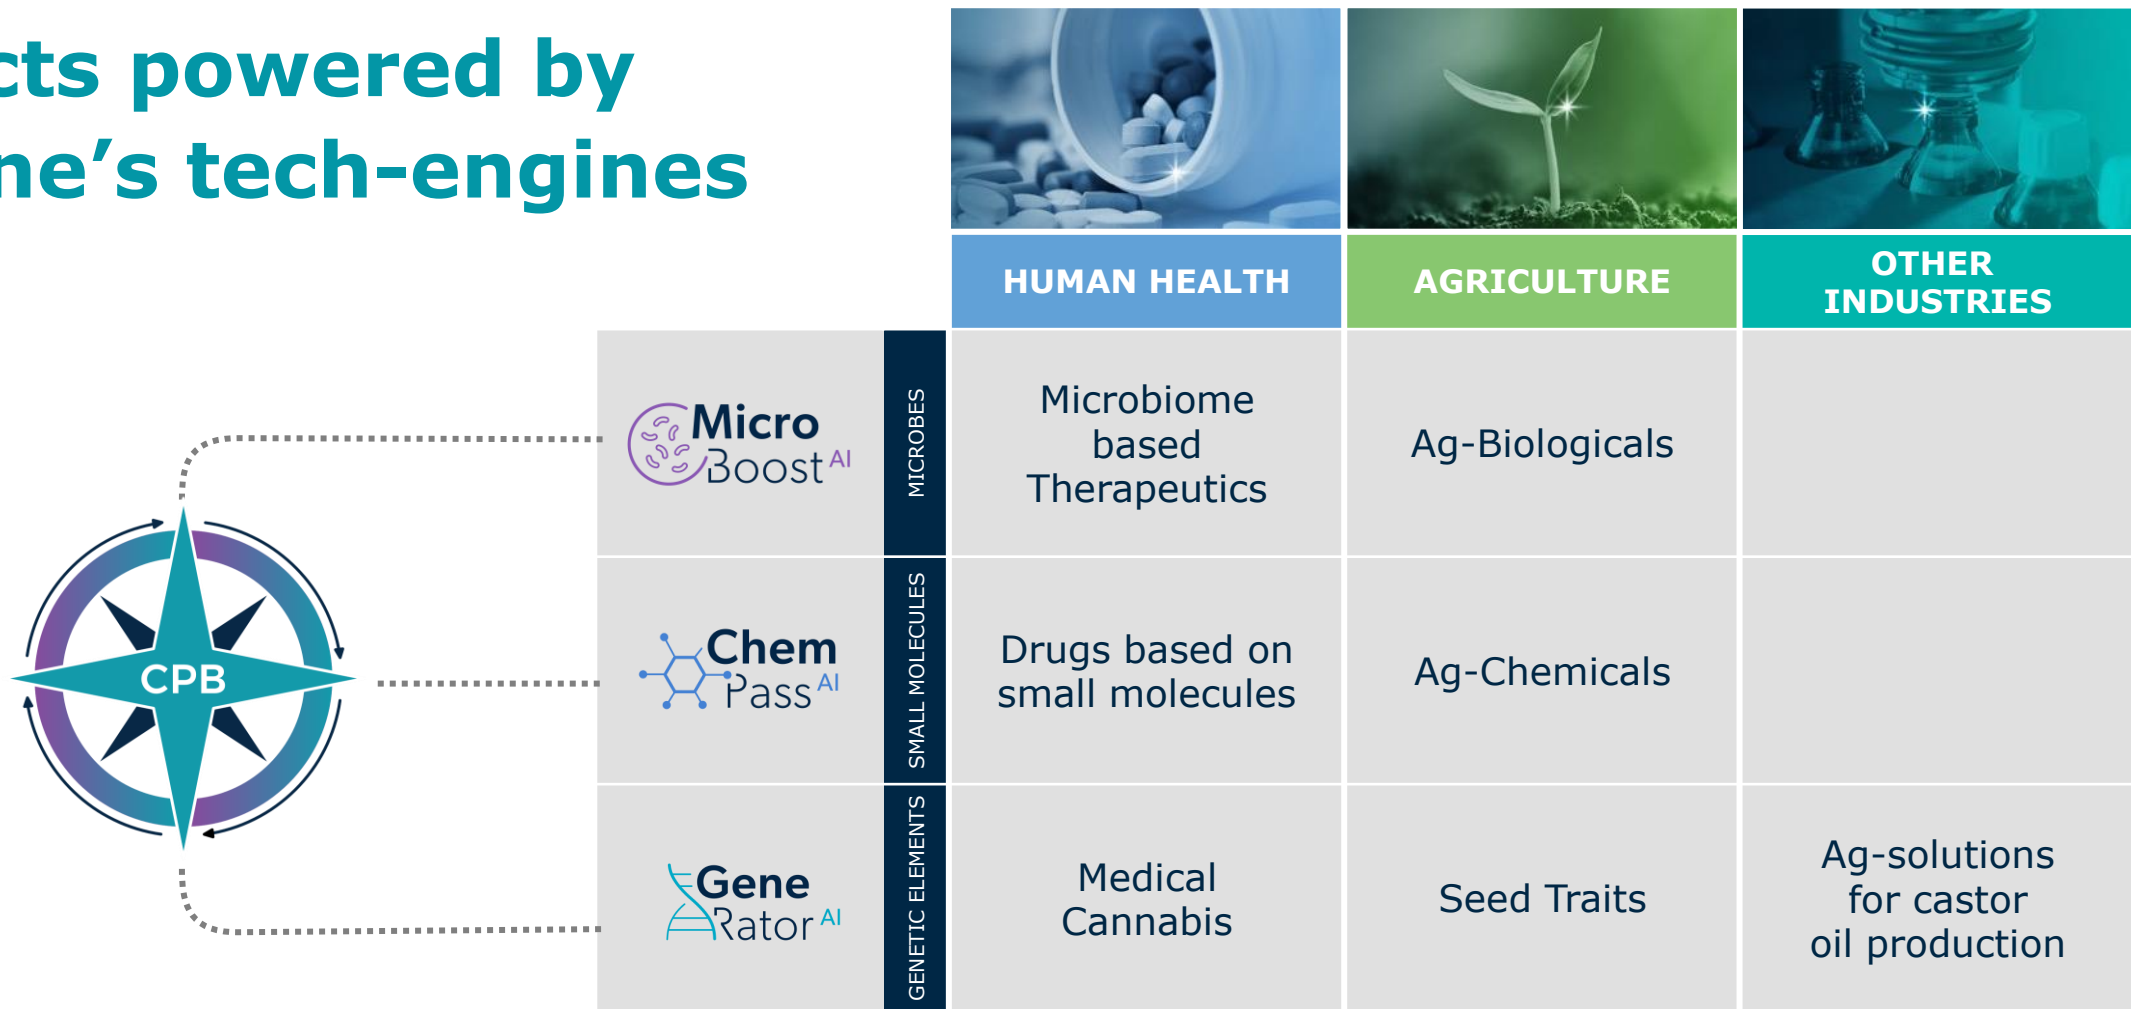 cts powered by
ne’s tech-engines
HUMAN HEALTH
AGRICULTURE
OTHER
INDUSTRIES
Micro
Boost AI
MICROBES
Microbiome
based
Therapeutics
Ag-Biologicals
CPB
Chem
Pass AI
SMALL MOLECULES
Drugs based on
small molecules
Ag-Chemicals
Gene
Rator AI
GENETIC ELEMENTS
Medical
Cannabis
Seed Traits
Ag-solutions
for castor
oil production